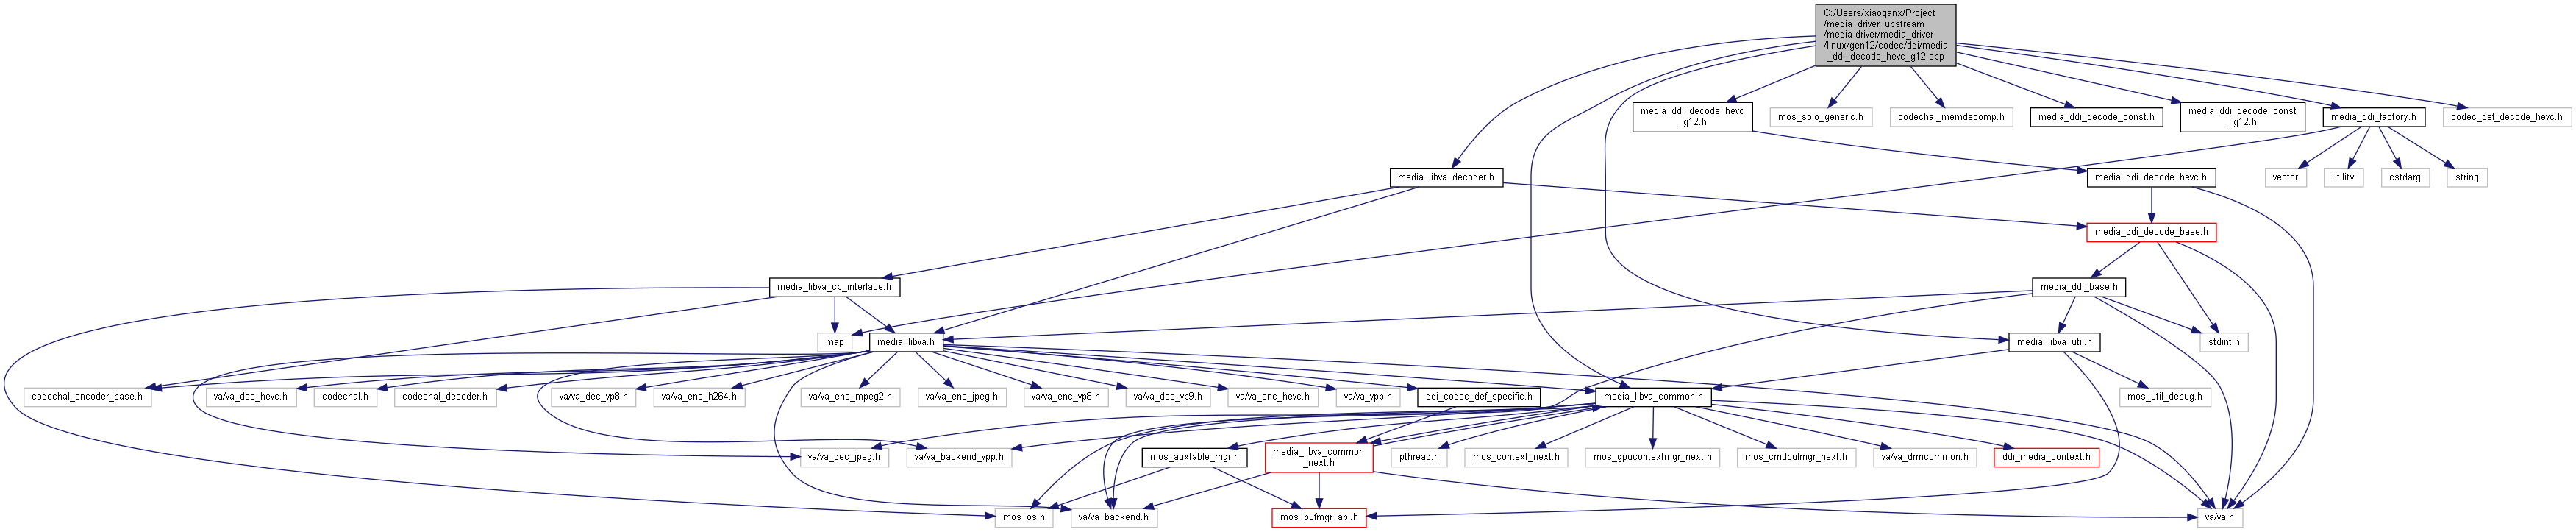 C:/Users/xiaoganx/Project
/media_driver_upstream
/media-driver/media_driver
/linux/gen12/codec/ddi/media
_ddi_decode_hevc_g12.cpp
media_ddi_decode_hevc
_g12.h
mos_solo_generic.h
codechal_memdecomp.h
media_ddi_decode_const.h
media_ddi_decode_const
_g12.h
media_ddi_factory.h
codec_def_decode_hevc.h
media_libva_decoder.h
media_ddi_decode_hevc.h
vector
utility
cstdarg
string
media_ddi_decode_base.h
media_libva_cp_interface.h
media_ddi_base.h
map
media_libva.h
media_libva_util.h
stdint.h
codechal_encoder_base.h
va/va_dec_hevc.h
codechal.h
codechal_decoder.h
va/va_dec_vp8.h
va/va_enc_h264.h
va/va_enc_mpeg2.h
va/va_enc_jpeg.h
va/va_enc_vp8.h
va/va_dec_vp9.h
va/va_enc_hevc.h
va/va_vpp.h
ddi_codec_def_specific.h
media_libva_common.h
mos_util_debug.h
va/va_dec_jpeg.h
va/va_backend_vpp.h
mos_auxtable_mgr.h
media_libva_common
_next.h
pthread.h
mos_context_next.h
mos_gpucontextmgr_next.h
mos_cmdbufmgr_next.h
va/va_drmcommon.h
ddi_media_context.h
mos_os.h
va/va_backend.h
mos_bufmgr_api.h
va/va.h